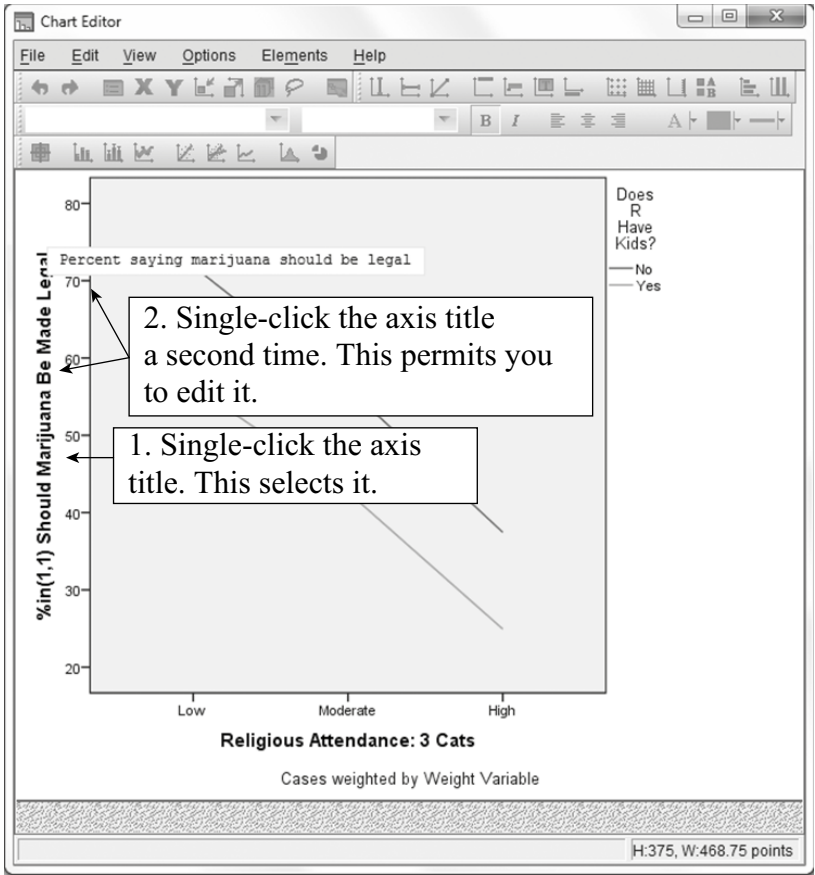 Chart Editor
File Edit View Options Elements Help
X Y
A
B
B I A
80
70
60
50
40
30
20
%in(1,1) Should Marijuana Be Made Legal
Percent saying marijuana should be legal
2. Single-click the axis title
a second time. This permits you
to edit it.
1. Single-click the axis
title. This selects it.
Does
R
Have
Kids?
No
Yes
Low Moderate High
Religious Attendance: 3 Cats
Cases weighted by Weight Variable
H:375, W:468.75 points